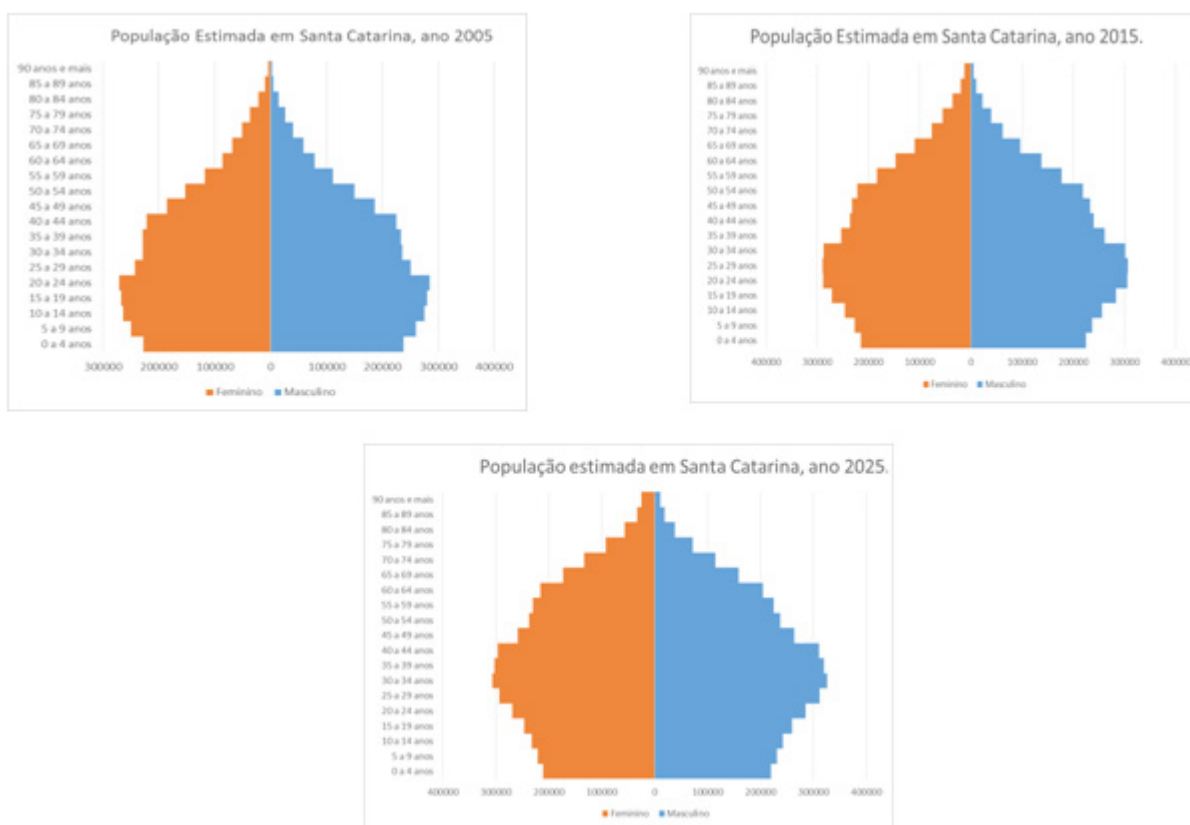 População Estimada em Santa Catarina, ano 2005
90 anos e mais
85 a 89 anos
80 a 84 anos
75 a 79 anos
70 a 74 anos
65 a 69 anos
60 a 64 anos
55 a 59 anos
50 a 54 anos
45 a 49 anos
40 a 44 anos
35 a 39 anos
30 a 34 anos
25 a 29 anos
20 a 24 anos
15 a 19 anos
10 a 14 anos
5 a 9 anos
0 a 4 anos
300000 200000 100000 0 100000 200000 300000 400000
Feminino Masculino
População Estimada em Santa Catarina, ano 2015.
90 anos e mais
85 a 89 anos
80 a 84 anos
75 a 79 anos
70 a 74 anos
65 a 69 anos
60 a 64 anos
55 a 59 anos
50 a 54 anos
45 a 49 anos
40 a 44 anos
35 a 39 anos
30 a 34 anos
25 a 29 anos
20 a 24 anos
15 a 19 anos
10 a 14 anos
5 a 9 anos
0 a 4 anos
400000 300000 200000 100000 0 100000 200000 300000 400000
Feminino Masculino
População estimada em Santa Catarina, ano 2025.
90 anos e mais
85 a 89 anos
80 a 84 anos
75 a 79 anos
70 a 74 anos
65 a 69 anos
60 a 64 anos
55 a 59 anos
50 a 54 anos
45 a 49 anos
40 a 44 anos
35 a 39 anos
30 a 34 anos
25 a 29 anos
20 a 24 anos
15 a 19 anos
10 a 14 anos
5 a 9 anos
0 a 4 anos
400000 300000 200000 100000 0 100000 200000 300000 400000
Feminino Masculino